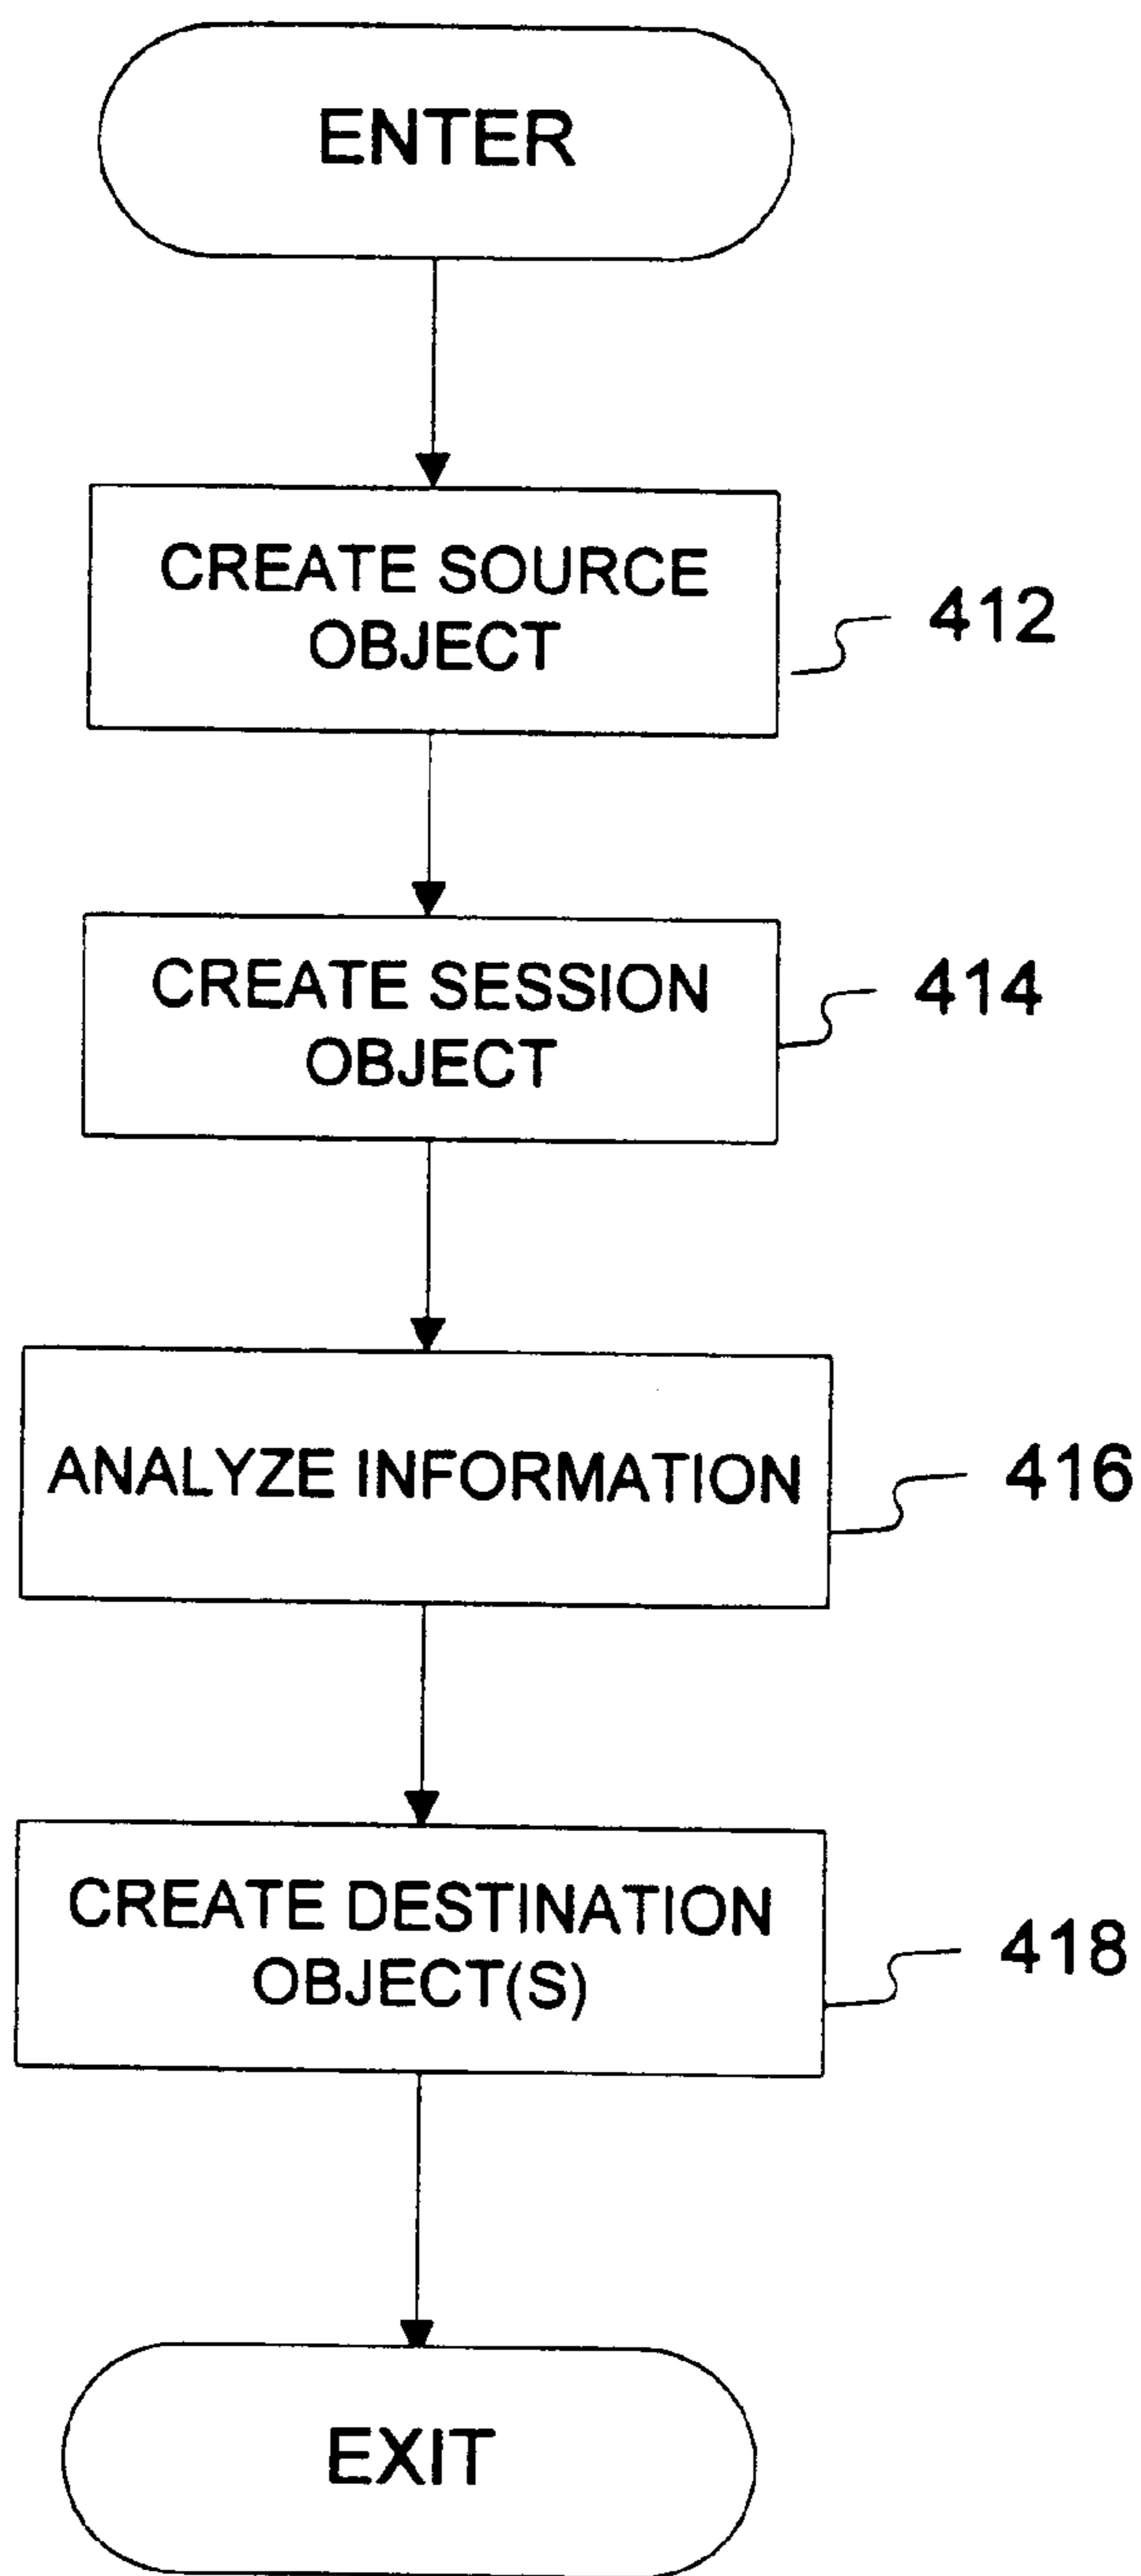 ENTER
CREATE SOURCE
OBJECT
412
CREATE SESSION
OBJECT
414
ANALYZE INFORMATION
416
CREATE DESTINATION
OBJECT(S)
418
EXIT